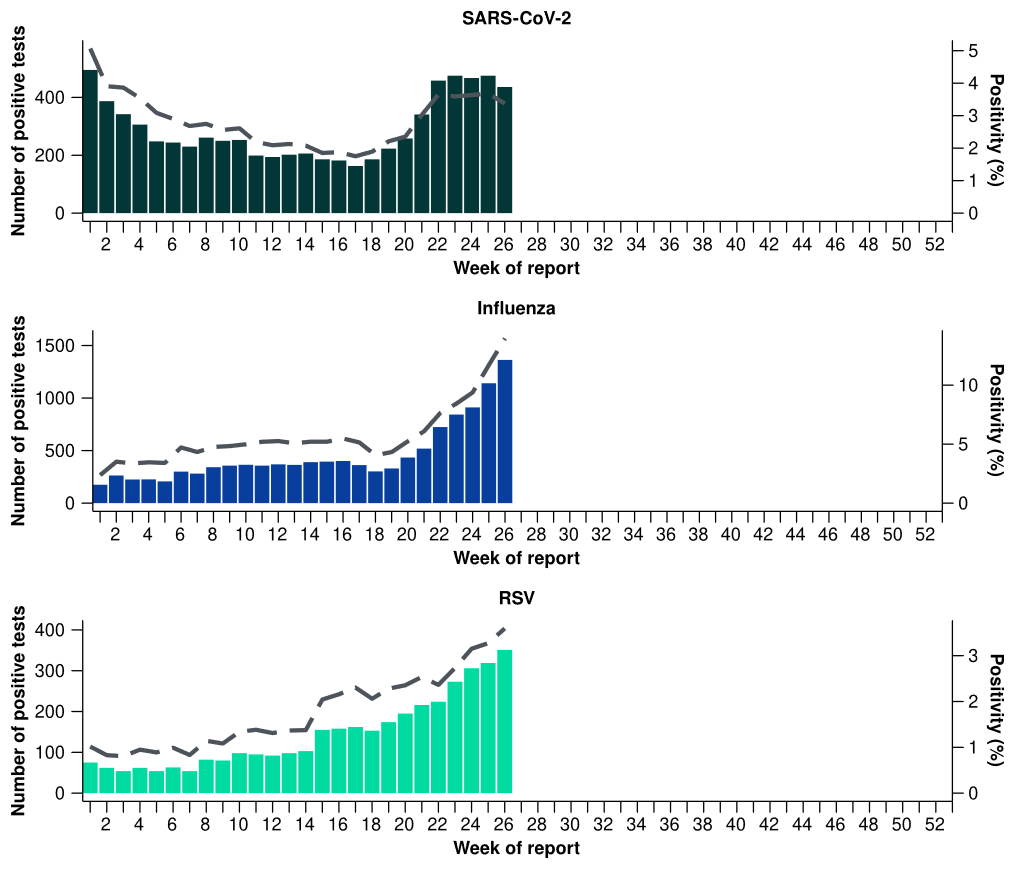 SARS-CoV-2
Number of positive tests
0 200 400
0 1 2 3 4 5
Positivity (%)
2 4 6 8 10 12 14 16 18 20 22 24 26 28 30 32 34 36 38 40 42 44 46 48 50 52
Week of report
Influenza
Number of positive tests
0 500 1000 1500
0 5 10
Positivity (%)
2 4 6 8 10 12 14 16 18 20 22 24 26 28 30 32 34 36 38 40 42 44 46 48 50 52
Week of report
RSV
Number of positive tests
0 100 200 300 400
0 1 2 3
Positivity (%)
2 4 6 8 10 12 14 16 18 20 22 24 26 28 30 32 34 36 38 40 42 44 46 48 50 52
Week of report